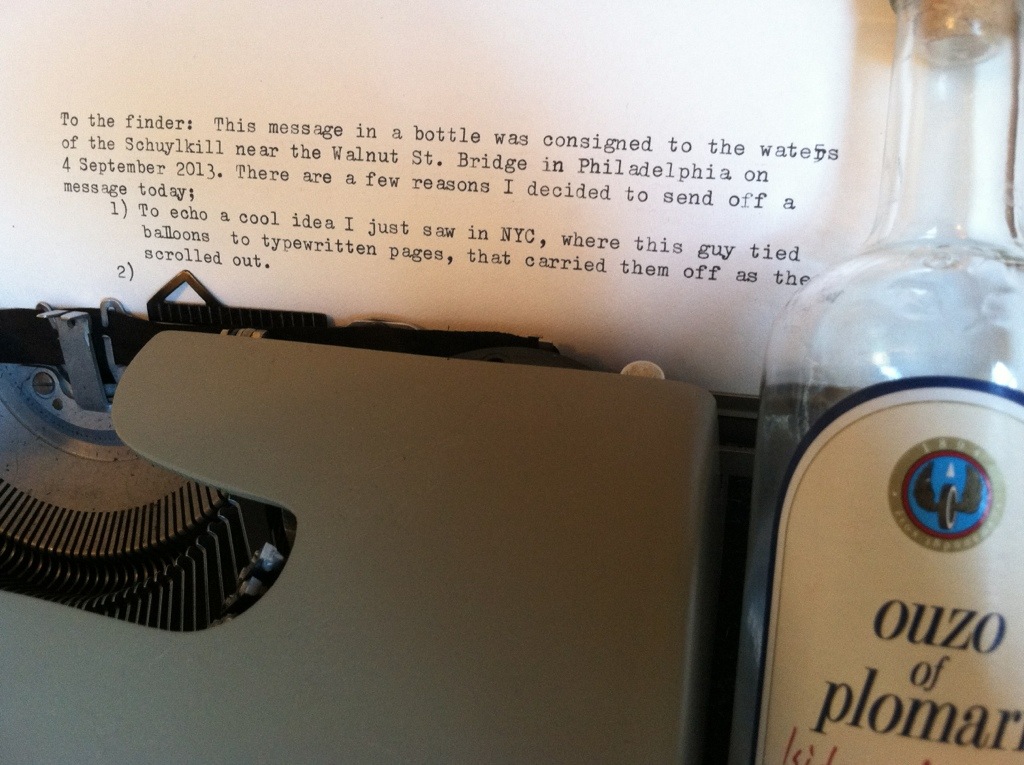 To the finder:  This message in a bottle was consigned to the waters
of the Schuylkill near the Walnut St. Bridge in Philadelphia on
4 September 2013. There are a few reasons I decided to send off a
message today;
1) To echo a cool idea I just saw in NYC, where this guy tied
balloons  to typewritten pages, that carried them off as the
scrolled out.
2)
ouzo
of
plomari